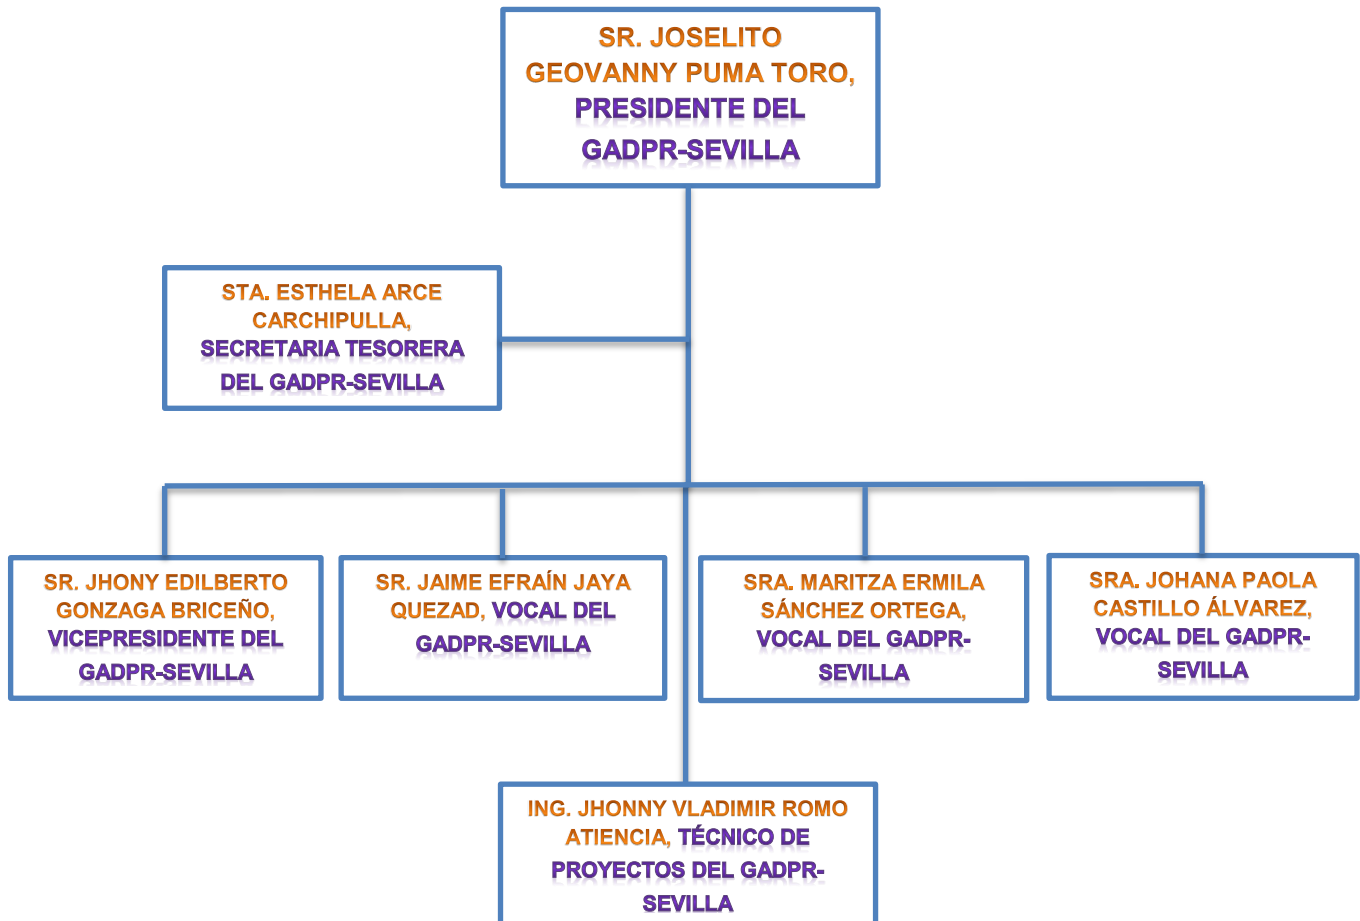 SR. JOSELITO
GEOVANNY PUMA TORO,
PRESIDENTE DEL
GADPR-SEVILLA
STA. ESTHELA ARCE
CARCHIPULLA,
SECRETARIA TESORERA
DEL GADPR-SEVILLA
SR. JHONY EDILBERTO
GONZAGA BRICEÑO,
VICEPRESIDENTE DEL
GADPR-SEVILLA
SR. JAIME EFRAÍN JAYA
QUEZAD, VOCAL DEL
GADPR-SEVILLA
SRA. MARITZA ERMILA
SÁNCHEZ ORTEGA,
VOCAL DEL GADPR-
SEVILLA
SRA. JOHANA PAOLA
CASTILLO ÁLVAREZ,
VOCAL DEL GADPR-
SEVILLA
ING. JHONNY VLADIMIR ROMO
ATIENCIA, TÉCNICO DE
PROYECTOS DEL GADPR-
SEVILLA